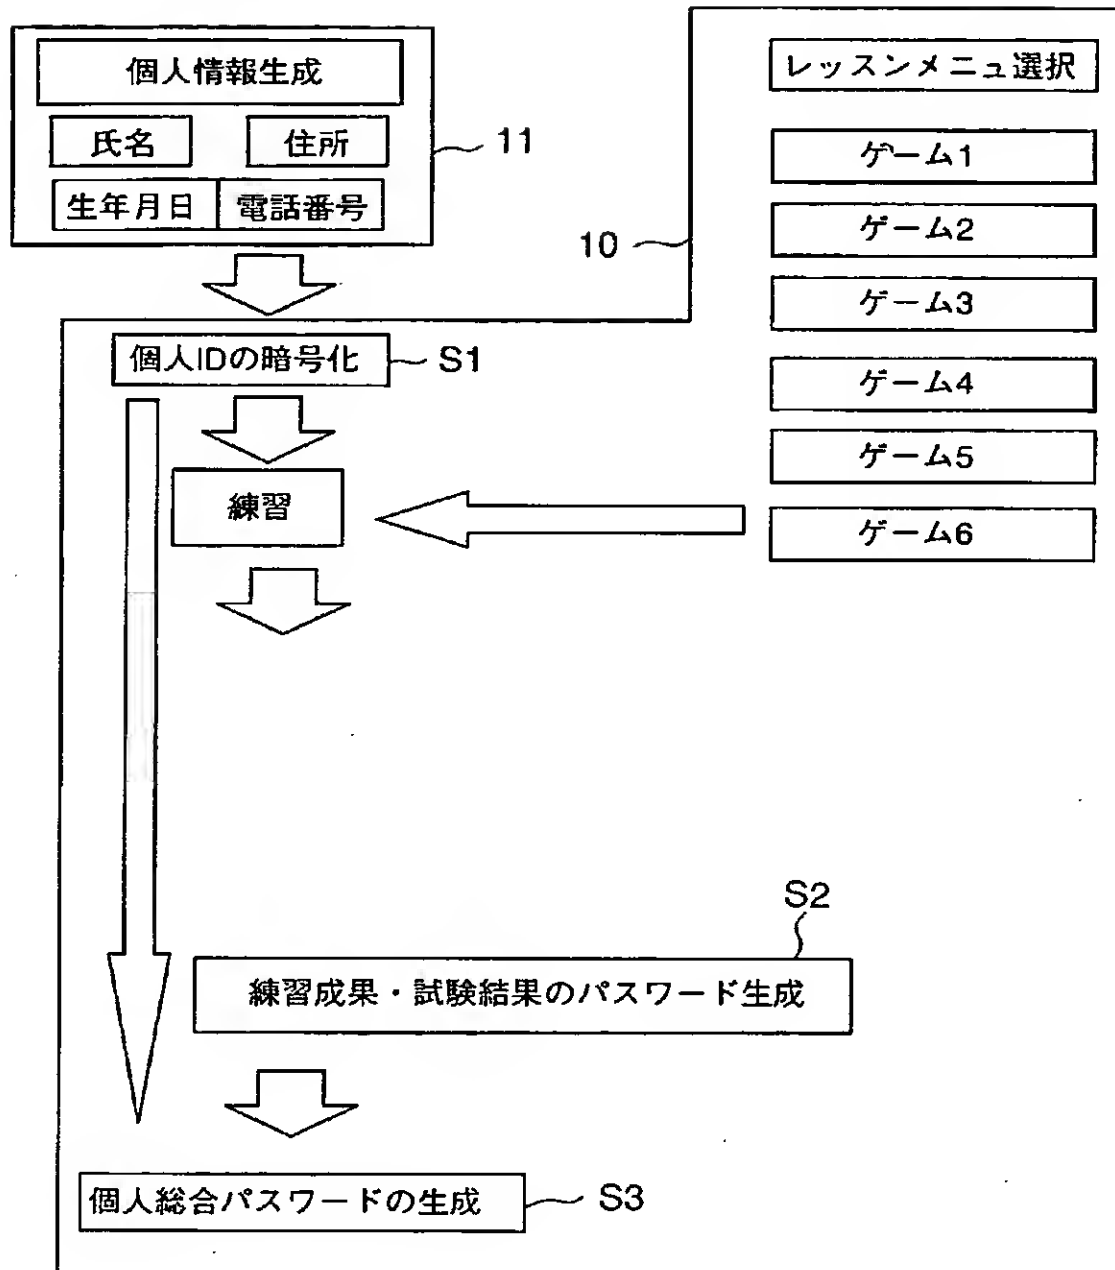 個人情報生成
氏名
住所
生年月日
電話番号
11
10
レッスンメニュ選択
ゲーム1
ゲーム2
ゲーム3
ゲーム4
ゲーム5
ゲーム6
個人IDの暗号化
S1
練習
S2
練習成果・試験結果のパスワード生成
個人総合パスワードの生成
S3